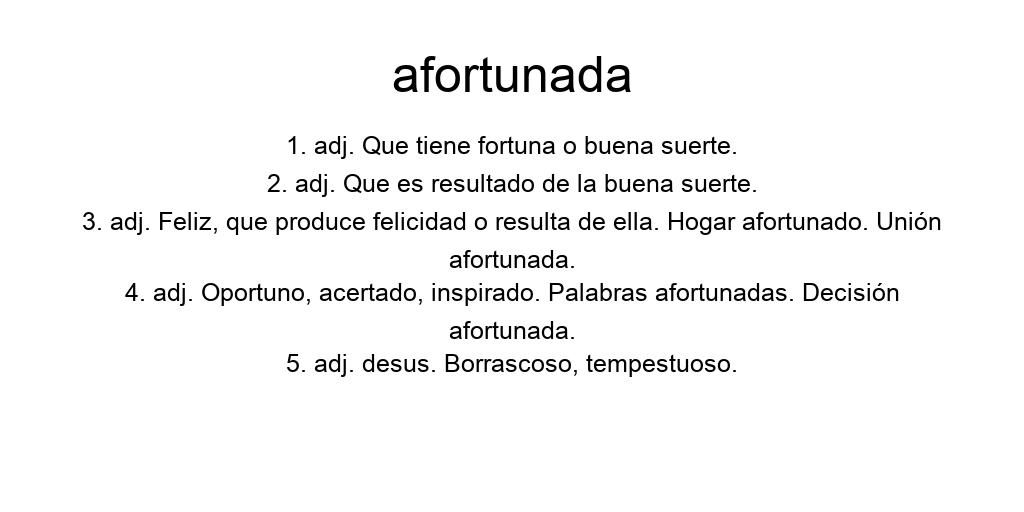 afortunada
1. adj. Que tiene fortuna o buena suerte.
2. adj. Que es resultado de la buena suerte.
3. adj. Feliz, que produce felicidad o resulta de ella. Hogar afortunado. Unión
afortunada.
4. adj. Oportuno, acertado, inspirado. Palabras afortunadas. Decisión
afortunada.
5. adj. desus. Borrascoso, tempestuoso.